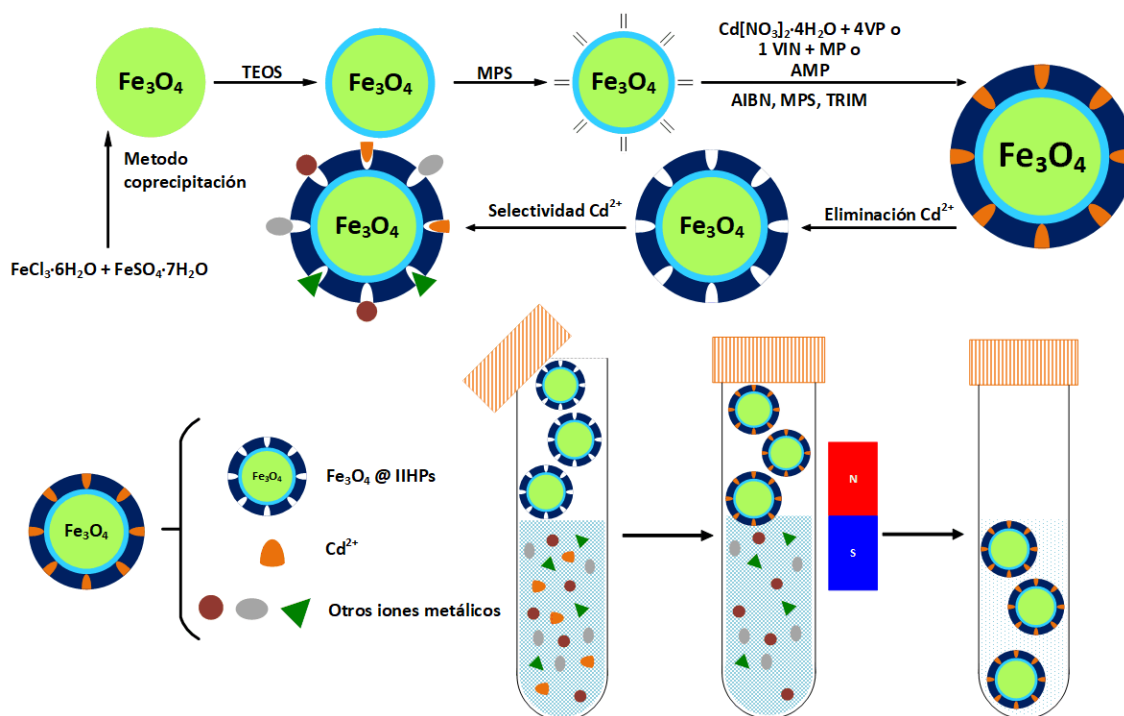 Fe₃O₄
TEOS
Fe₃O₄
MPS
Fe₃O₄
Cd[NO₃]₂·4H₂O + 4VP o
1 VIN + MP o
AMP
AIBN, MPS, TRIM
Fe₃O₄
Metodo
coprecipitación
FeCl₃·6H₂O + FeSO₄·7H₂O
Fe₃O₄
Selectividad Cd²⁺
Fe₃O₄
Eliminación Cd²⁺
Fe₃O₄
Fe₃O₄
Fe₃O₄ @ IIHPs
Cd²⁺
Otros iones metálicos
N
S